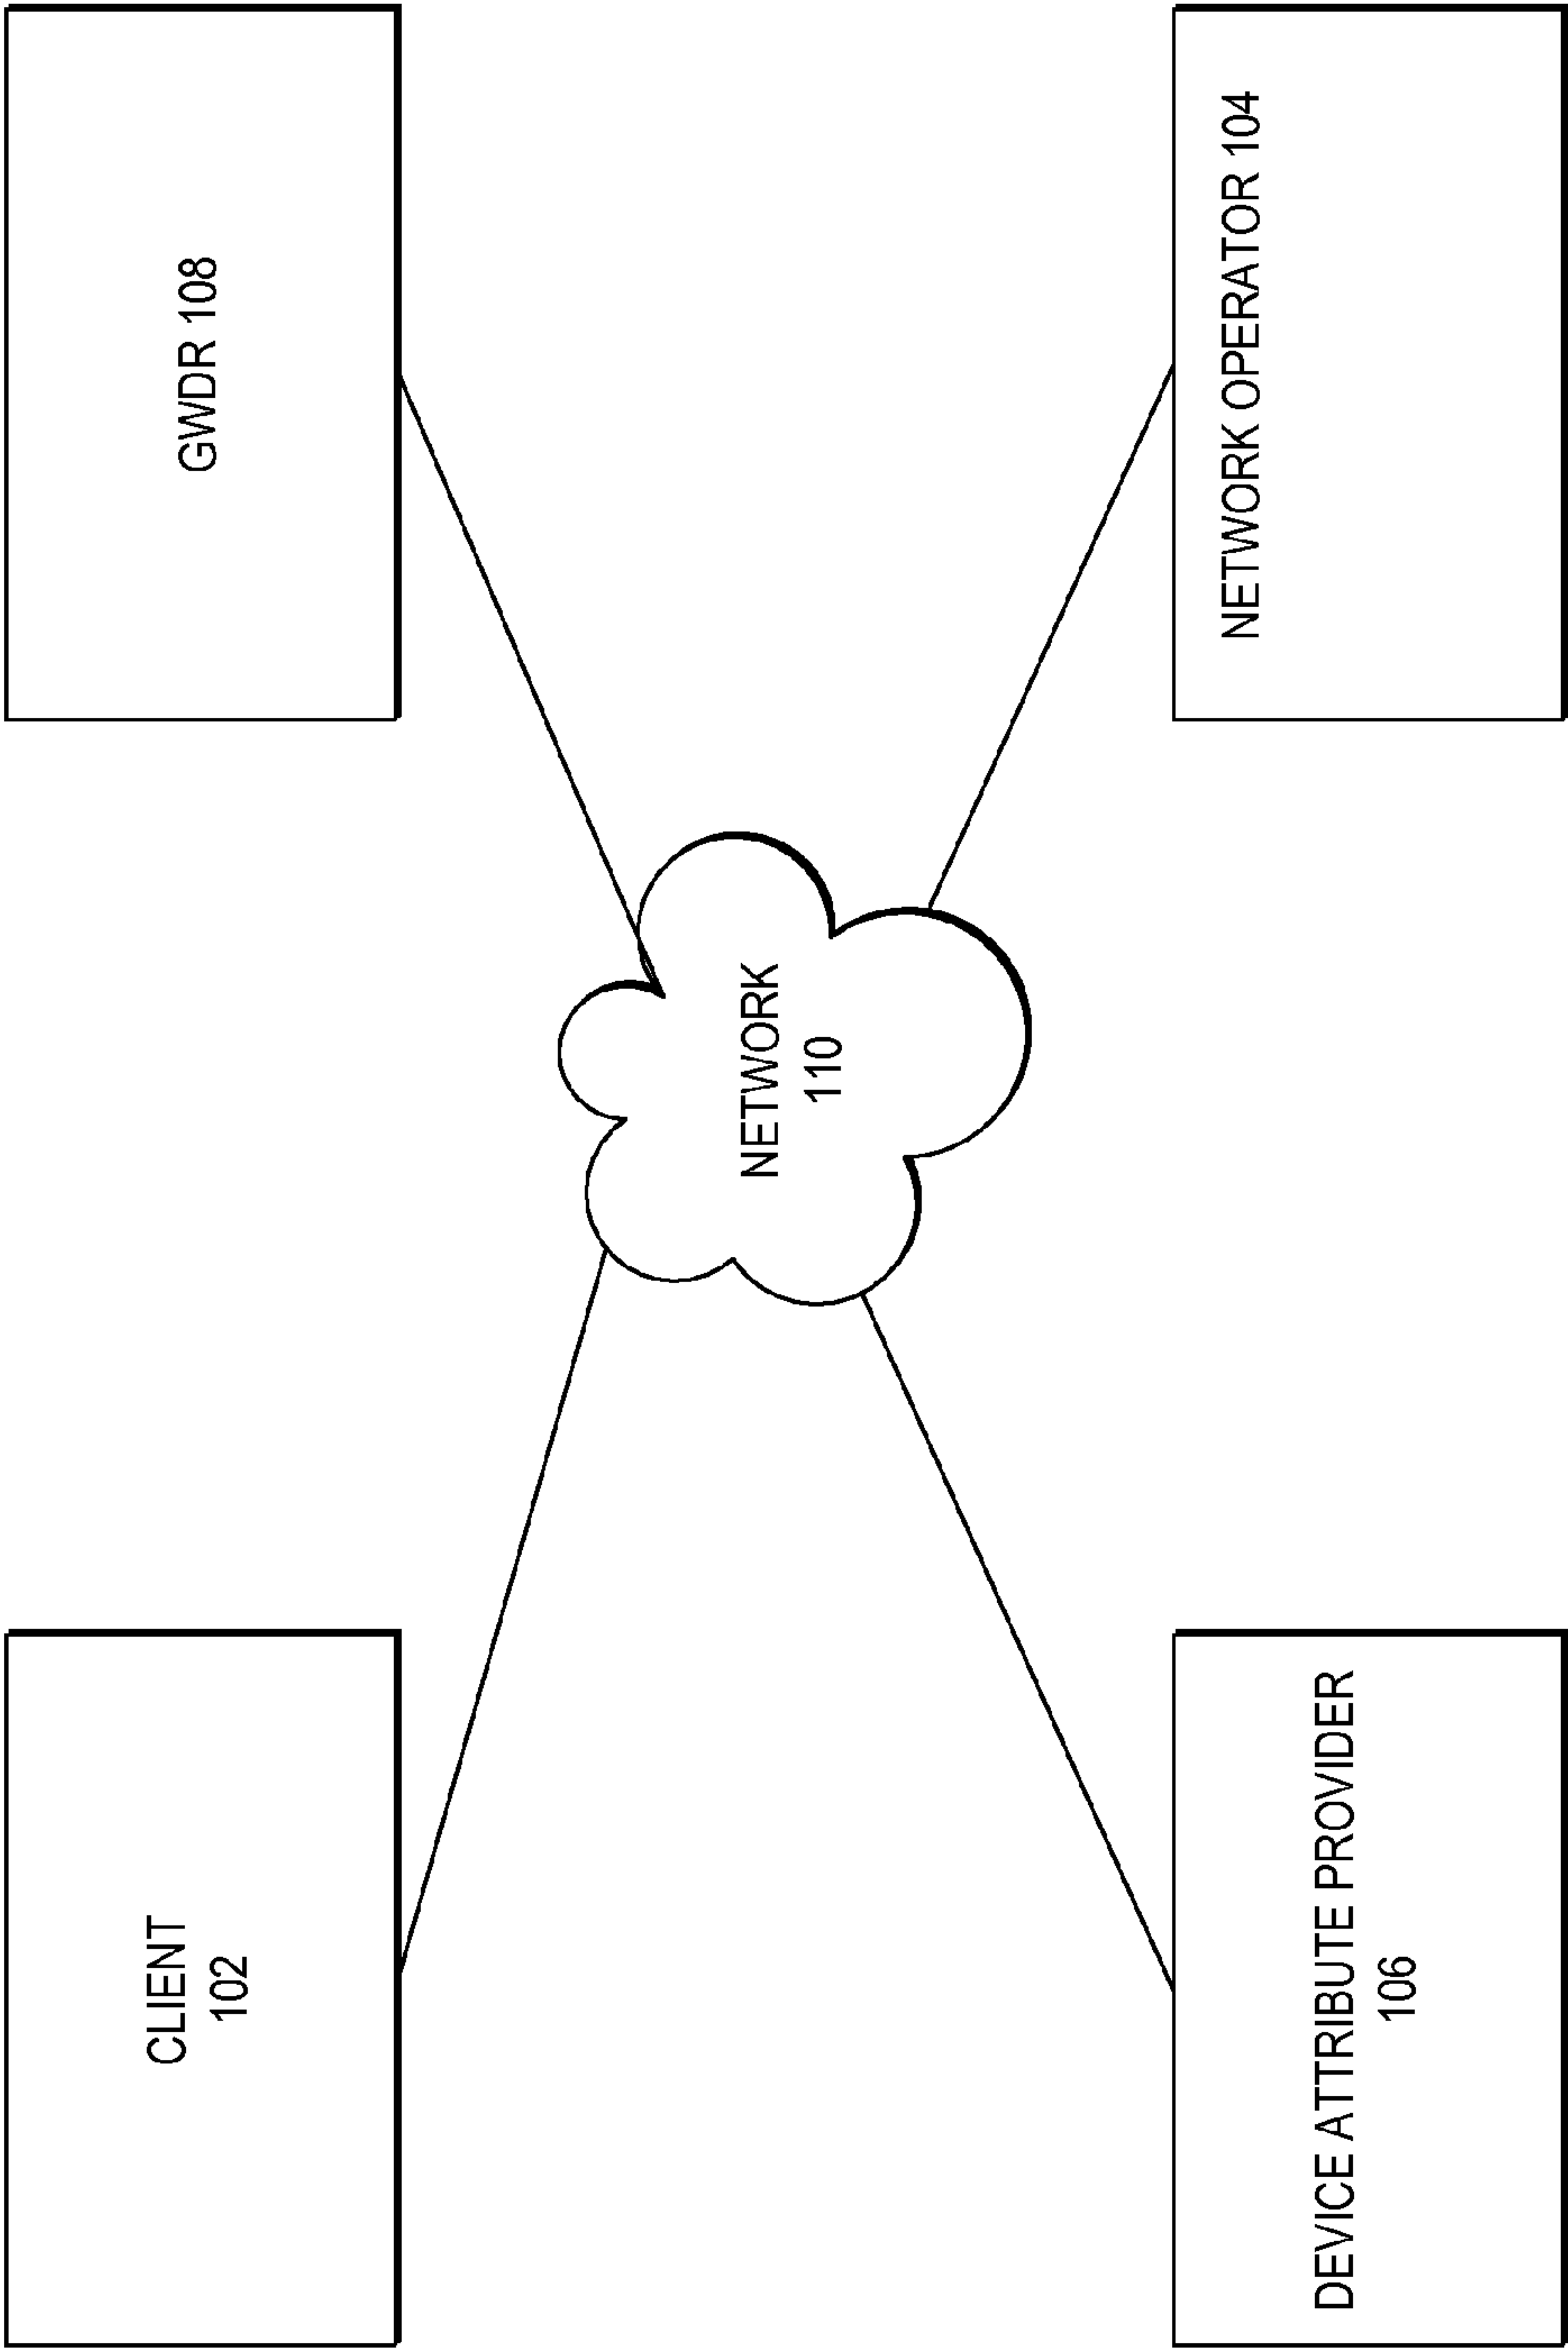 CLIENT
102
GWDR 108
NETWORK
110
DEVICE ATTRIBUTE PROVIDER
106
NETWORK OPERATOR 104